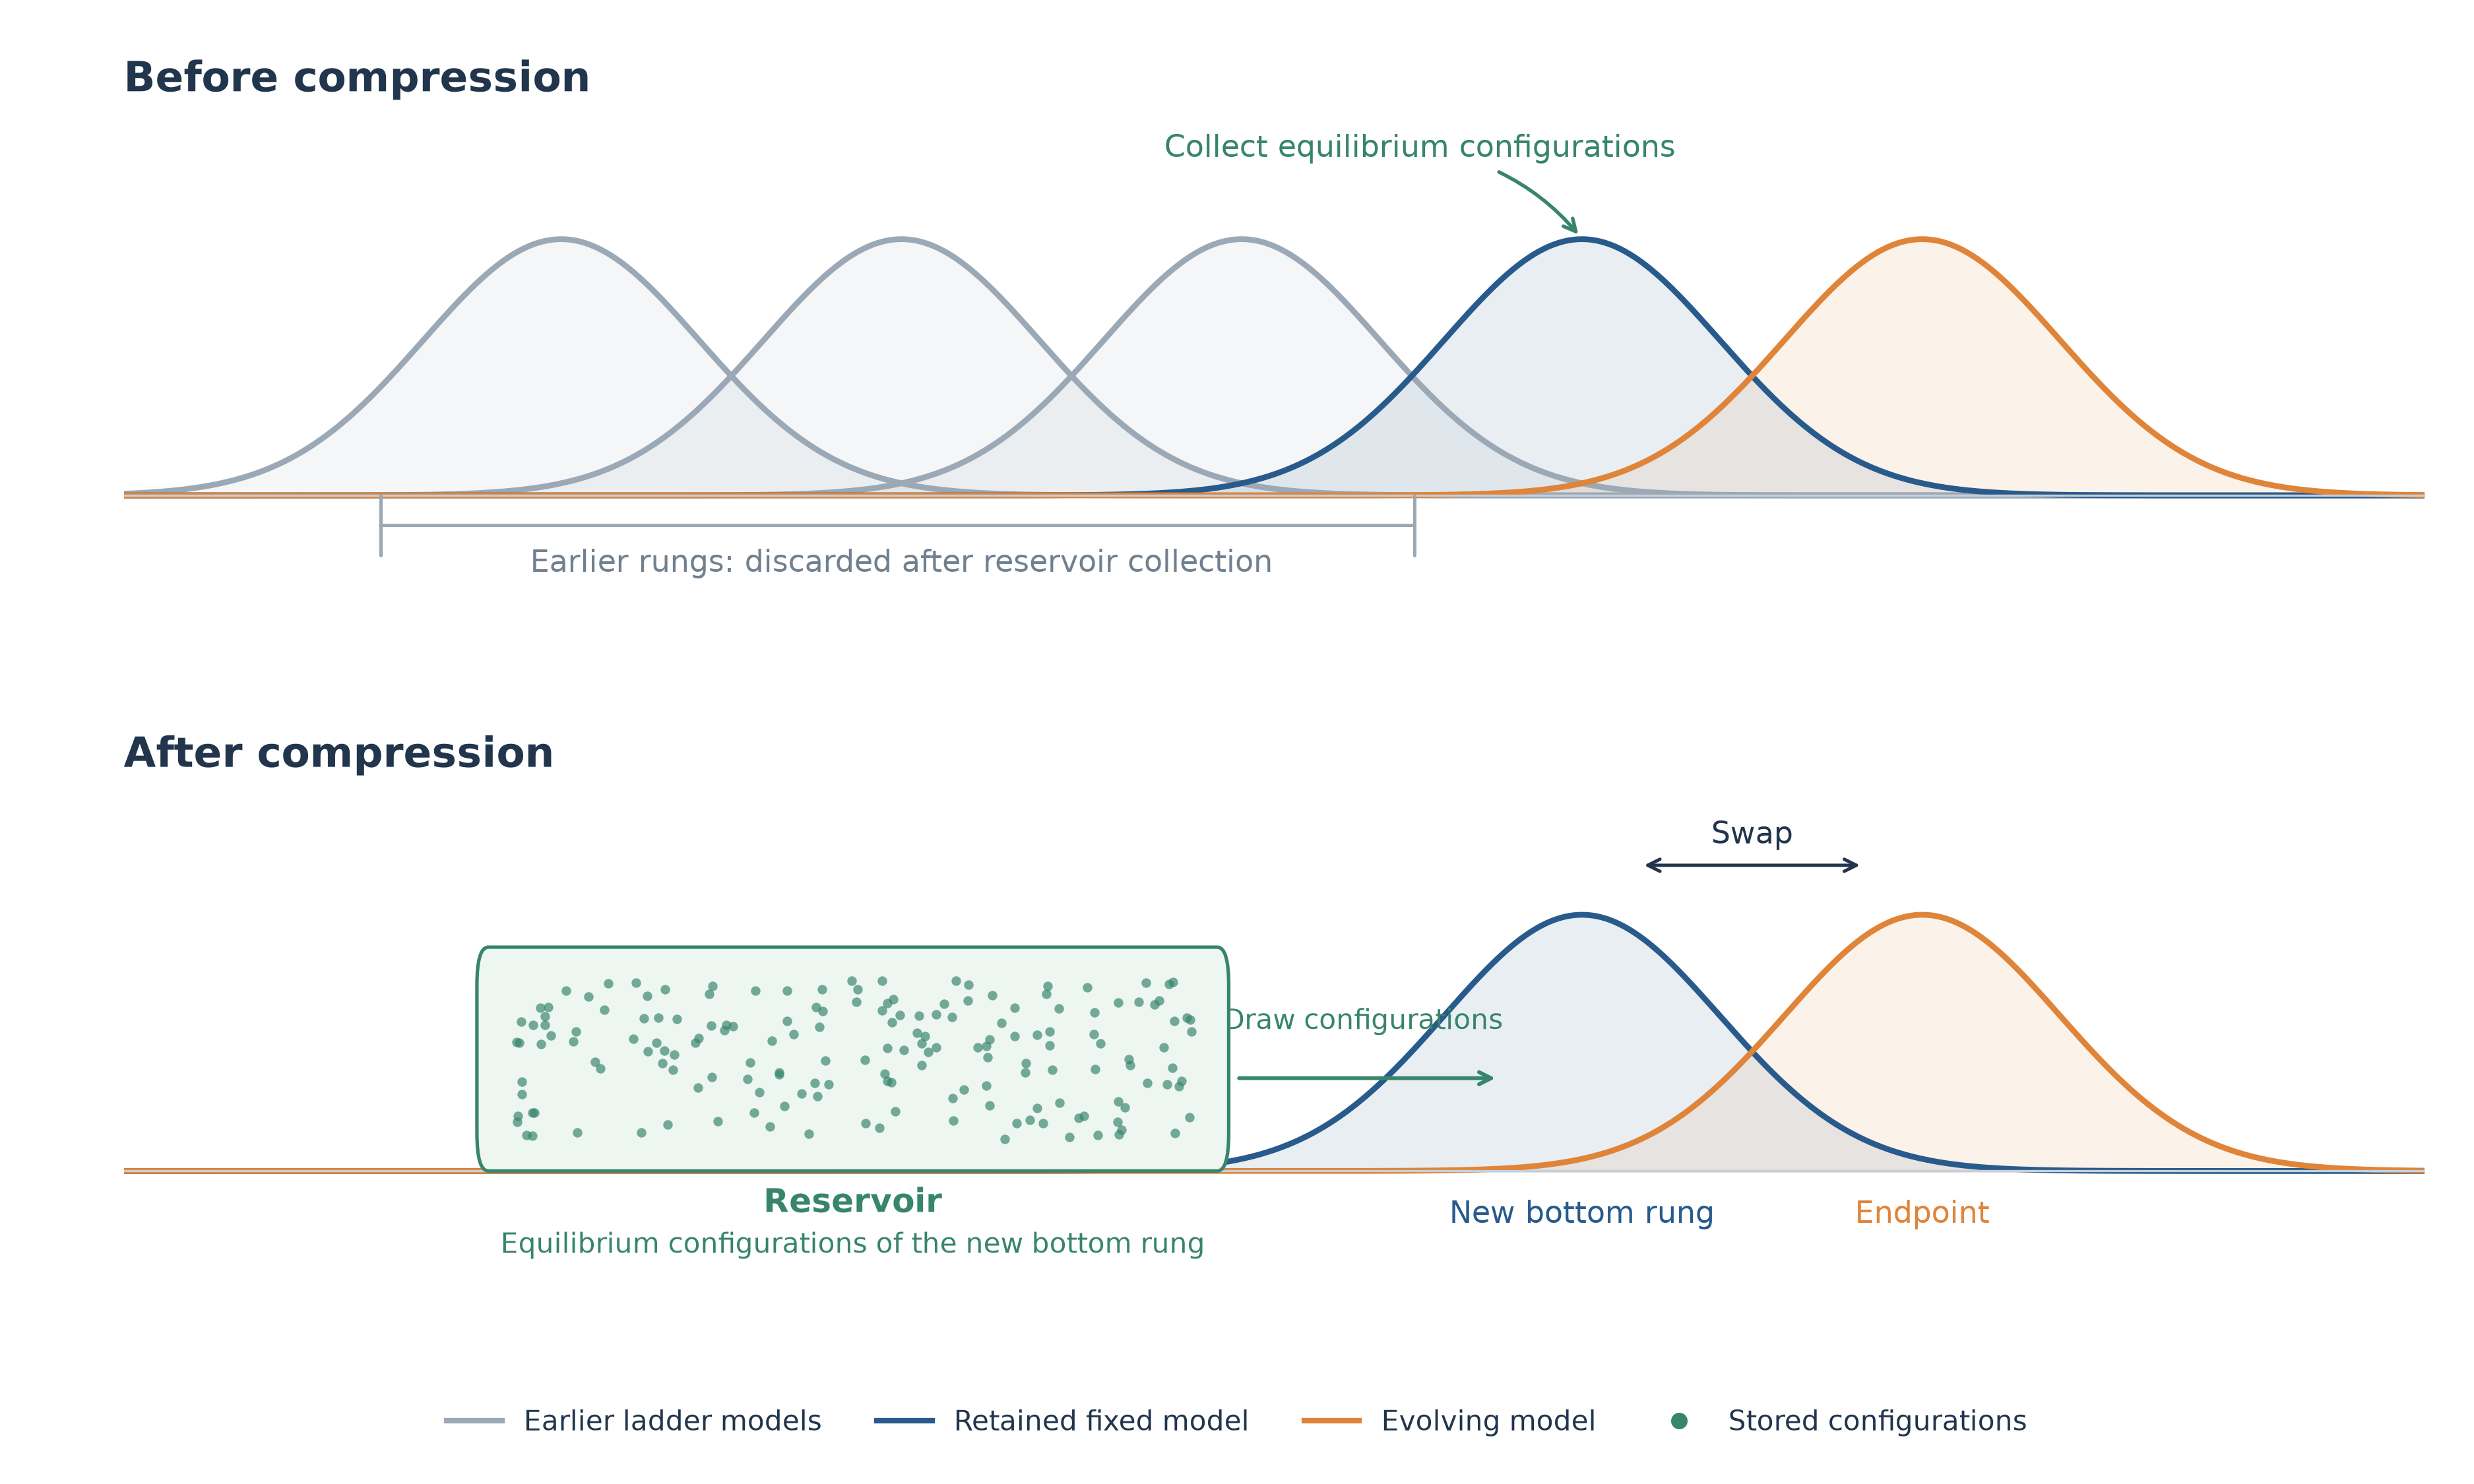 Before compression
Collect equilibrium configurations
Earlier rungs: discarded after reservoir collection
After compression
Swap
Draw configurations
Reservoir
New bottom rung
Endpoint
Equilibrium configurations of the new bottom rung
Earlier ladder models
Retained fixed model
Evolving model
Stored configurations